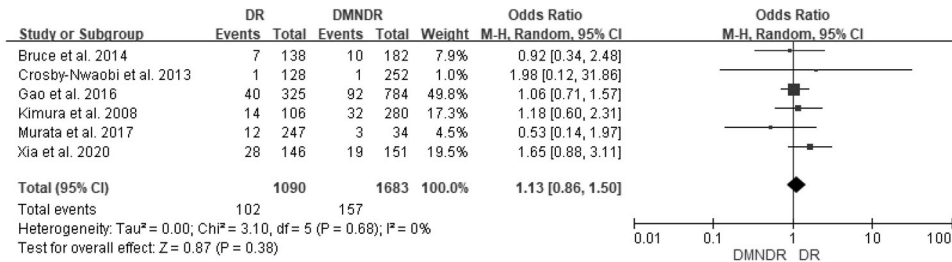 DR DMNDR Odds Ratio Odds Ratio
Study or Subgroup Events Total Events Total Weight M-H, Random, 95% CI M-H, Random, 95% CI
Bruce et al. 2014 7 138 10 182 7.9% 0.92 [0.34, 2.48]
Crosby-Nwaobi et al. 2013 1 128 1 252 1.0% 1.98 [0.12, 31.86]
Gao et al. 2016 40 325 92 784 49.8% 1.06 [0.71, 1.57]
Kimura et al. 2008 14 106 32 280 17.3% 1.18 [0.60, 2.31]
Murata et al. 2017 12 247 3 34 4.5% 0.53 [0.14, 1.97]
Xia et al. 2020 28 146 19 151 19.5% 1.65 [0.88, 3.11]
Total (95% CI) 1090 1683 100.0% 1.13 [0.86, 1.50]
Total events 102 157
Heterogeneity: Tau² = 0.00; Chi² = 3.10, df = 5 (P = 0.68); I² = 0%
Test for overall effect: Z = 0.87 (P = 0.38)
0.01 0.1 1 10 100
DMNDR DR